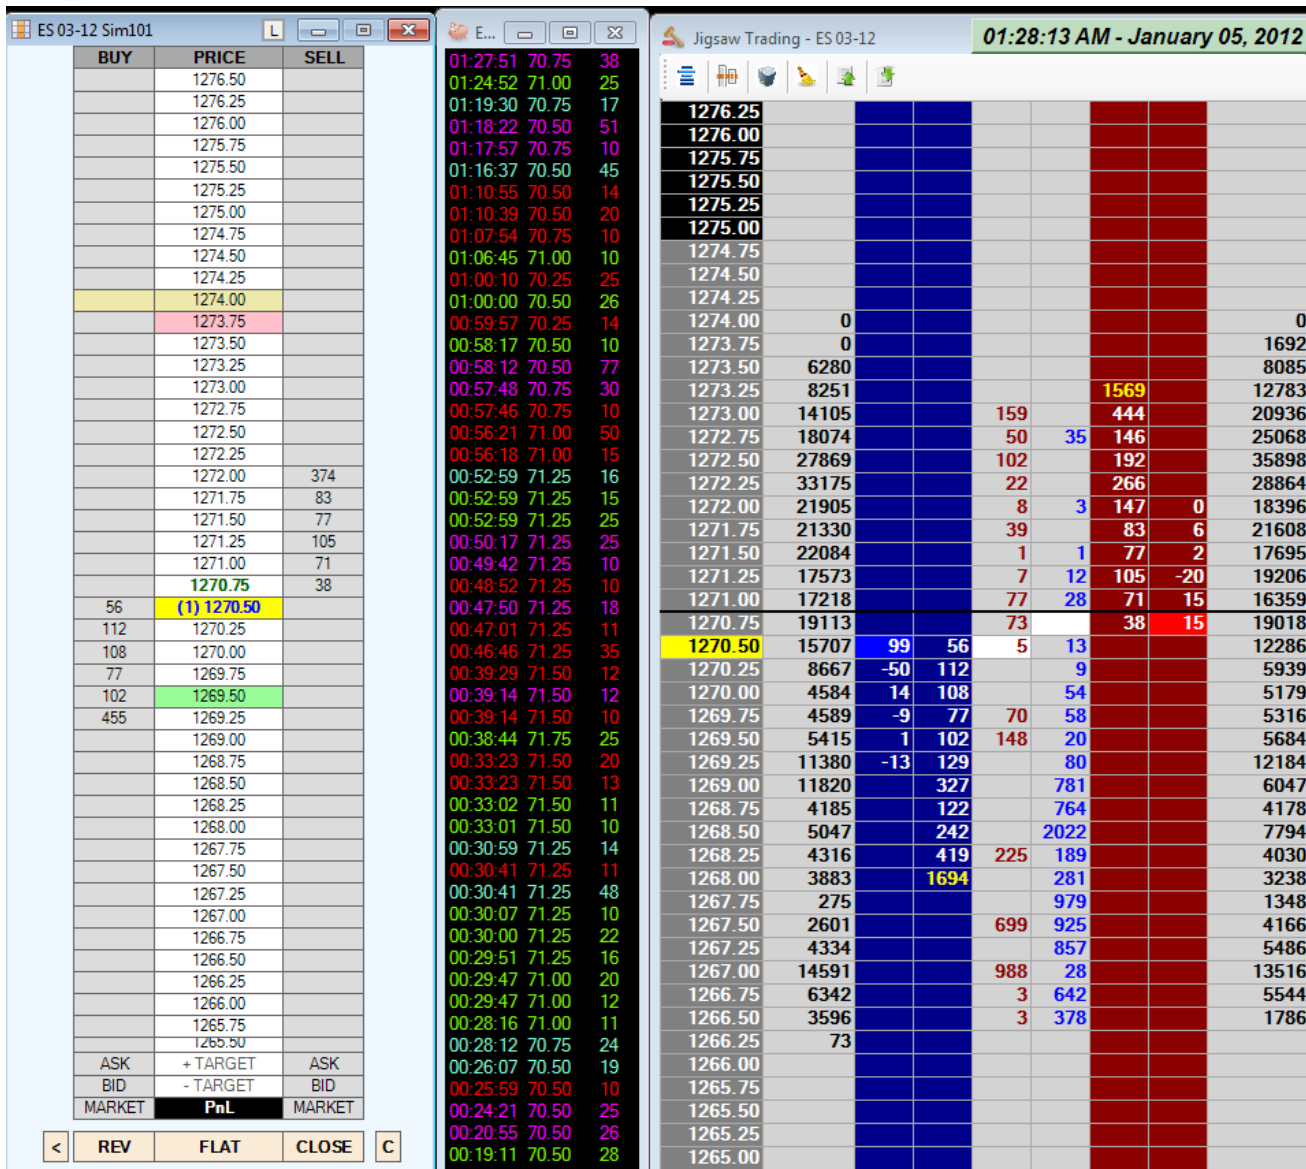 ES 03-12 Sim101 L
BUY PRICE SELL
1276.50
1276.25
1276.00
1275.75
1275.50
1275.25
1275.00
1274.75
1274.50
1274.25
1274.00
1273.75
1273.50
1273.25
1273.00
1272.75
1272.50
1272.25
1272.00 374
1271.75 83
1271.50 77
1271.25 105
1271.00 71
1270.75 38
56 (1) 1270.50
112 1270.25
108 1270.00
77 1269.75
102 1269.50
455 1269.25
1269.00
1268.75
1268.50
1268.25
1268.00
1267.75
1267.50
1267.25
1267.00
1266.75
1266.50
1266.25
1266.00
1265.75
1265.50
ASK + TARGET ASK
BID - TARGET BID
MARKET PnL MARKET
< REV FLAT CLOSE C
E...
01:27:51 70.75 38
01:24:52 71.00 25
01:19:30 70.75 17
01:18:22 70.50 51
01:17:57 70.75 10
01:16:37 70.50 45
01:10:55 70.50 14
01:10:39 70.50 20
01:07:54 70.75 10
01:06:45 71.00 10
01:00:10 70.25 25
01:00:00 70.50 26
00:59:57 70.25 14
00:58:17 70.50 10
00:58:12 70.50 77
00:57:48 70.75 30
00:57:46 70.75 10
00:56:21 71.00 50
00:56:18 71.00 15
00:52:59 71.25 16
00:52:59 71.25 15
00:52:59 71.25 25
00:50:17 71.25 25
00:49:42 71.25 10
00:48:52 71.25 10
00:47:50 71.25 18
00:47:01 71.25 11
00:46:46 71.25 35
00:39:29 71.50 12
00:39:14 71.50 12
00:39:14 71.50 10
00:38:44 71.75 25
00:33:23 71.50 20
00:33:23 71.50 13
00:33:02 71.50 11
00:33:01 71.50 10
00:30:59 71.25 14
00:30:41 71.25 11
00:30:41 71.25 48
00:30:07 71.25 10
00:30:00 71.25 22
00:29:51 71.25 16
00:29:47 71.00 20
00:29:47 71.00 12
00:28:16 71.00 11
00:28:12 70.75 24
00:26:07 70.50 19
00:25:59 70.50 10
00:24:21 70.50 25
00:20:55 70.50 26
00:19:11 70.50 28
Jigsaw Trading - ES 03-12 01:28:13 AM - January 05, 2012
1276.25
1276.00
1275.75
1275.50
1275.25
1275.00
1274.75
1274.50
1274.25
1274.00 0 0
1273.75 0 1692
1273.50 6280 8085
1273.25 8251 1569 12783
1273.00 14105 159 444 20936
1272.75 18074 50 35 146 25068
1272.50 27869 102 192 35898
1272.25 33175 22 266 28864
1272.00 21905 8 3 147 0 18396
1271.75 21330 39 83 6 21608
1271.50 22084 1 1 77 2 17695
1271.25 17573 7 12 105 -20 19206
1271.00 17218 77 28 71 15 16359
1270.75 19113 73 38 15 19018
1270.50 15707 99 56 5 13 12286
1270.25 8667 -50 112 9 5939
1270.00 4584 14 108 54 5179
1269.75 4589 -9 77 70 58 5316
1269.50 5415 1 102 148 20 5684
1269.25 11380 -13 129 80 12184
1269.00 11820 327 781 6047
1268.75 4185 122 764 4178
1268.50 5047 242 2022 7794
1268.25 4316 419 225 189 4030
1268.00 3883 1694 281 3238
1267.75 275 979 1348
1267.50 2601 699 925 4166
1267.25 4334 857 5486
1267.00 14591 988 28 13516
1266.75 6342 3 642 5544
1266.50 3596 3 378 1786
1266.25 73
1266.00
1265.75
1265.50
1265.25
1265.00